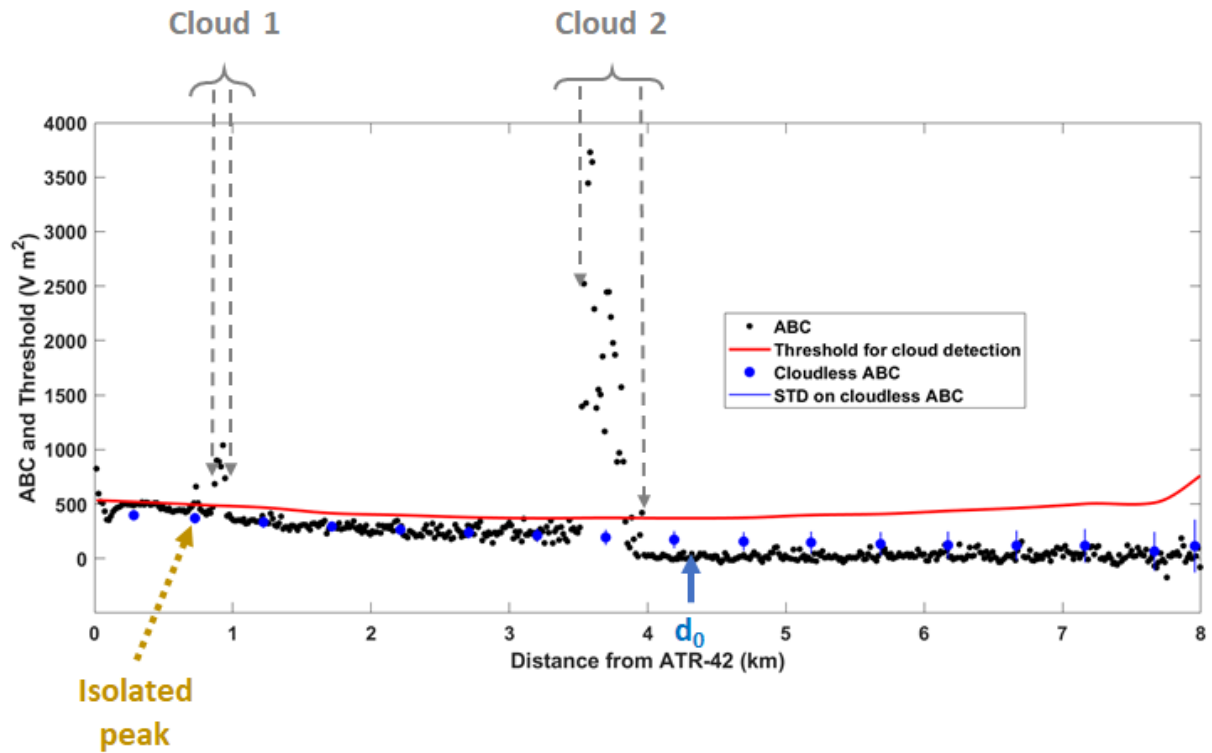 Cloud 1
Cloud 2
4000
3500
3000
2500
2000
1500
1000
500
0
ABC and Threshold (V m²)
ABC
Threshold for cloud detection
Cloudless ABC
STD on cloudless ABC
0 1 2 3 4 5 6 7 8
d₀
Distance from ATR-42 (km)
Isolated
peak